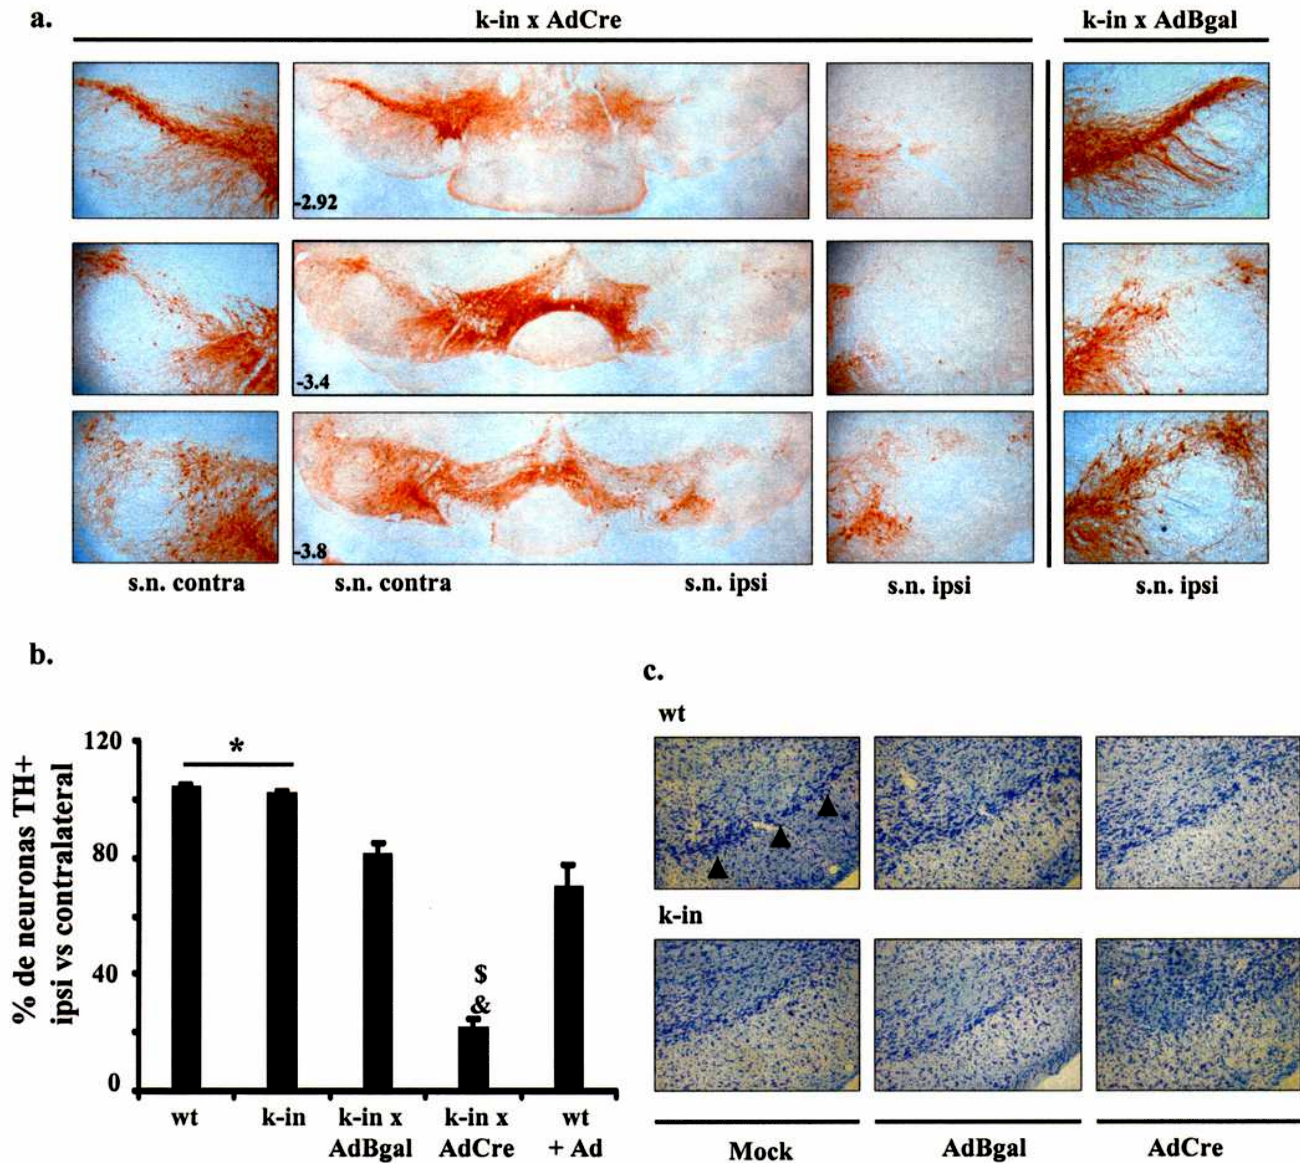 a.
k-in x AdCre
k-in x AdBgal
-2.92
-3.4
-3.8
s.n. contra
s.n. contra
s.n. ipsi
s.n. ipsi
s.n. ipsi
b.
% de neuronas TH+
ipsi vs contralateral
120
80
40
0
*
$
&
wt
k-in
k-in x
AdBgal
k-in x
AdCre
wt
+ Ad
c.
wt
k-in
Mock
AdBgal
AdCre